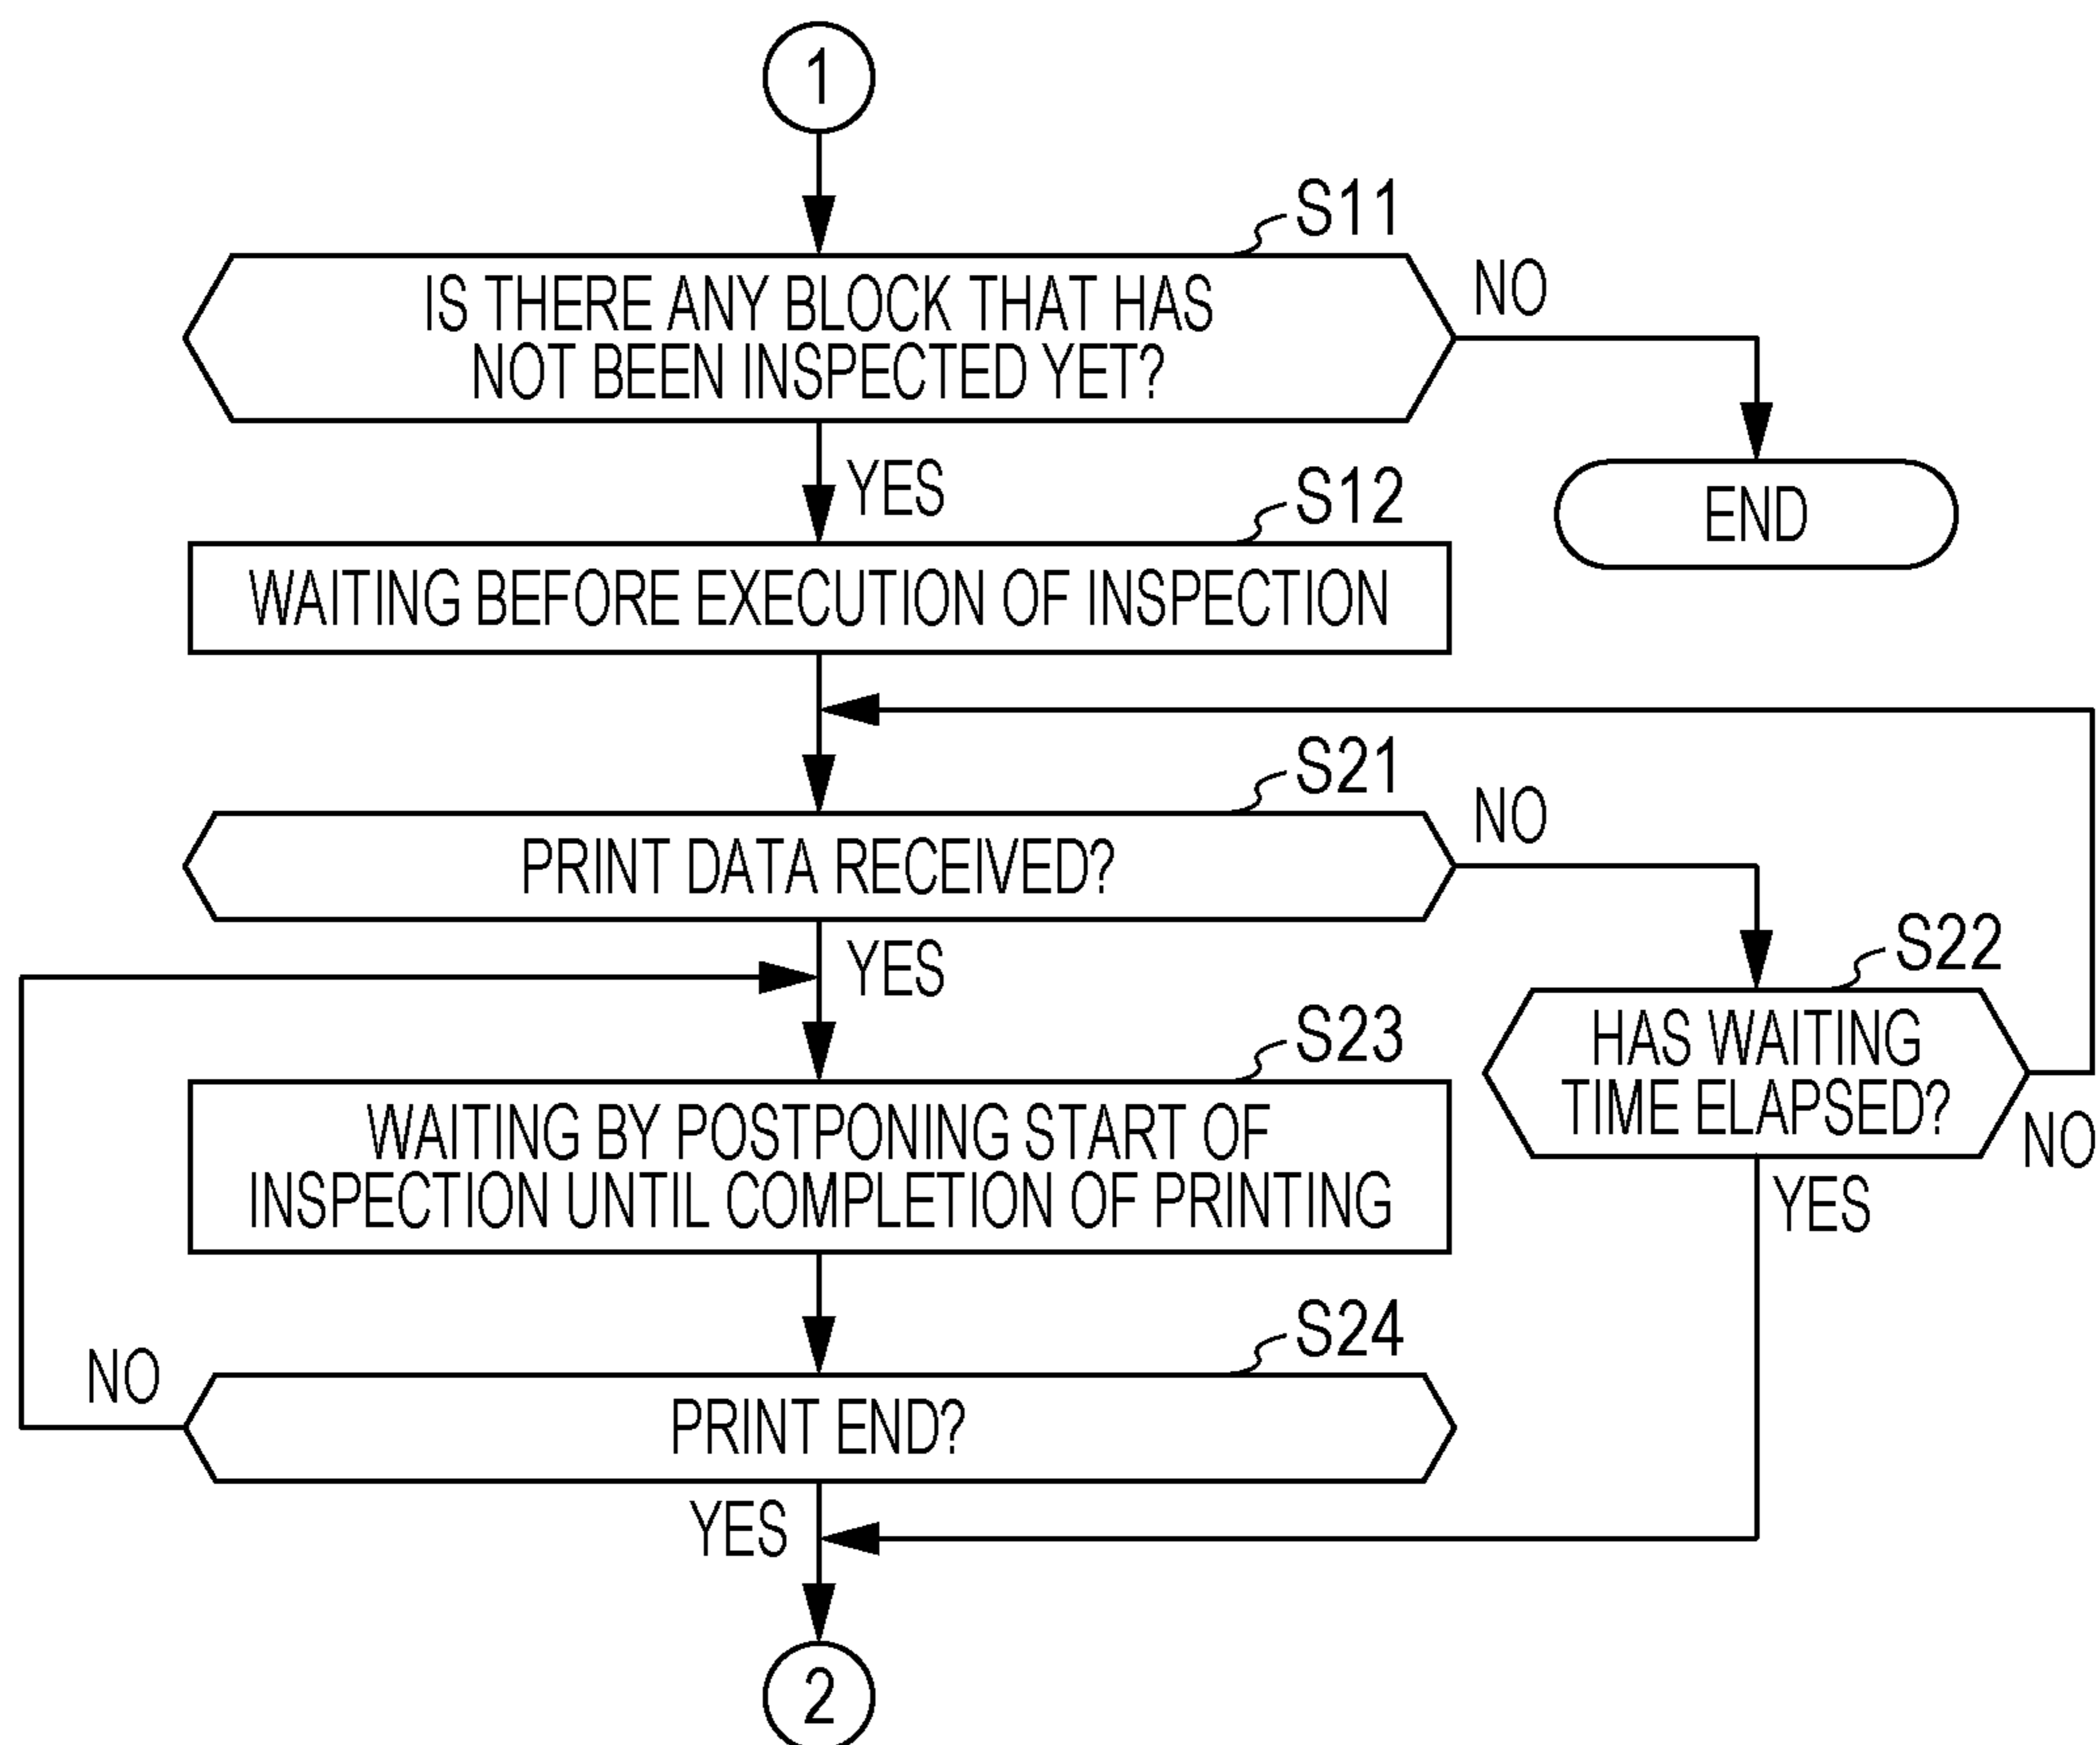 1
S11
IS THERE ANY BLOCK THAT HAS
NOT BEEN INSPECTED YET?
NO
YES
END
S12
WAITING BEFORE EXECUTION OF INSPECTION
S21
PRINT DATA RECEIVED?
NO
YES
S22
HAS WAITING
TIME ELAPSED?
NO
YES
S23
WAITING BY POSTPONING START OF
INSPECTION UNTIL COMPLETION OF PRINTING
S24
PRINT END?
NO
YES
2